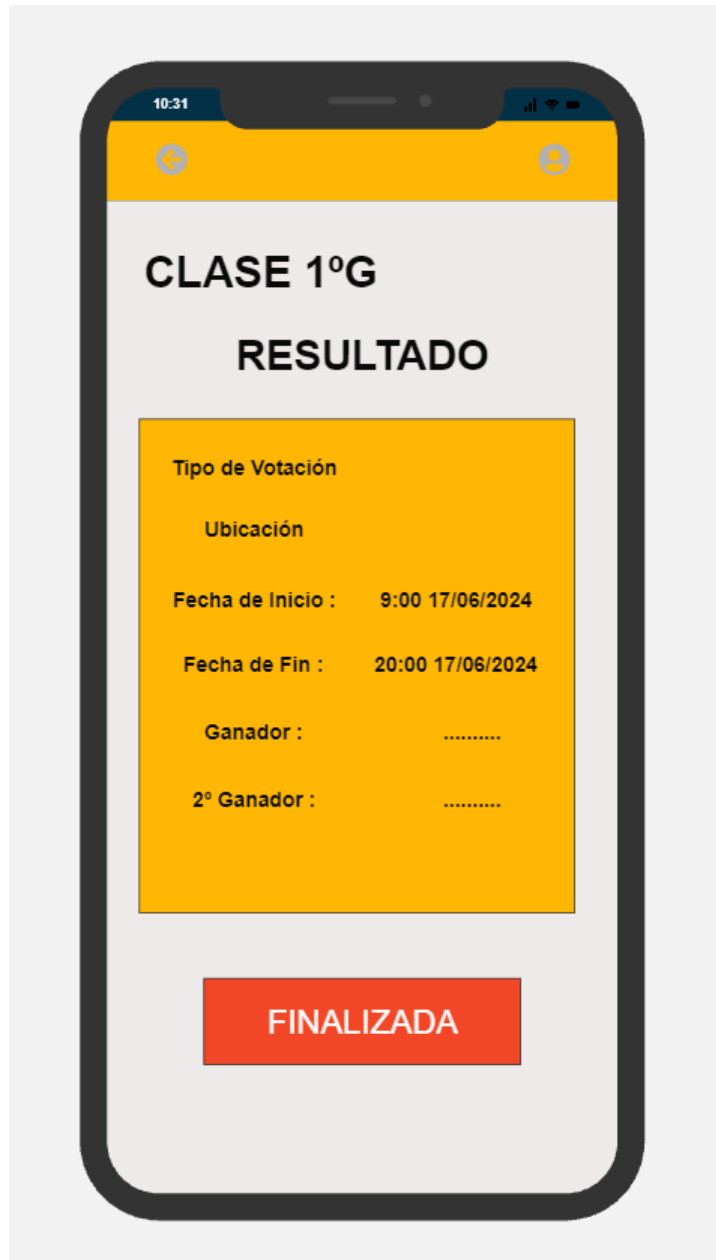 10:31
CLASE 1ºG
RESULTADO
Tipo de Votación
Ubicación
Fecha de Inicio : 9:00 17/06/2024
Fecha de Fin : 20:00 17/06/2024
Ganador : ..........
2º Ganador : ..........
FINALIZADA